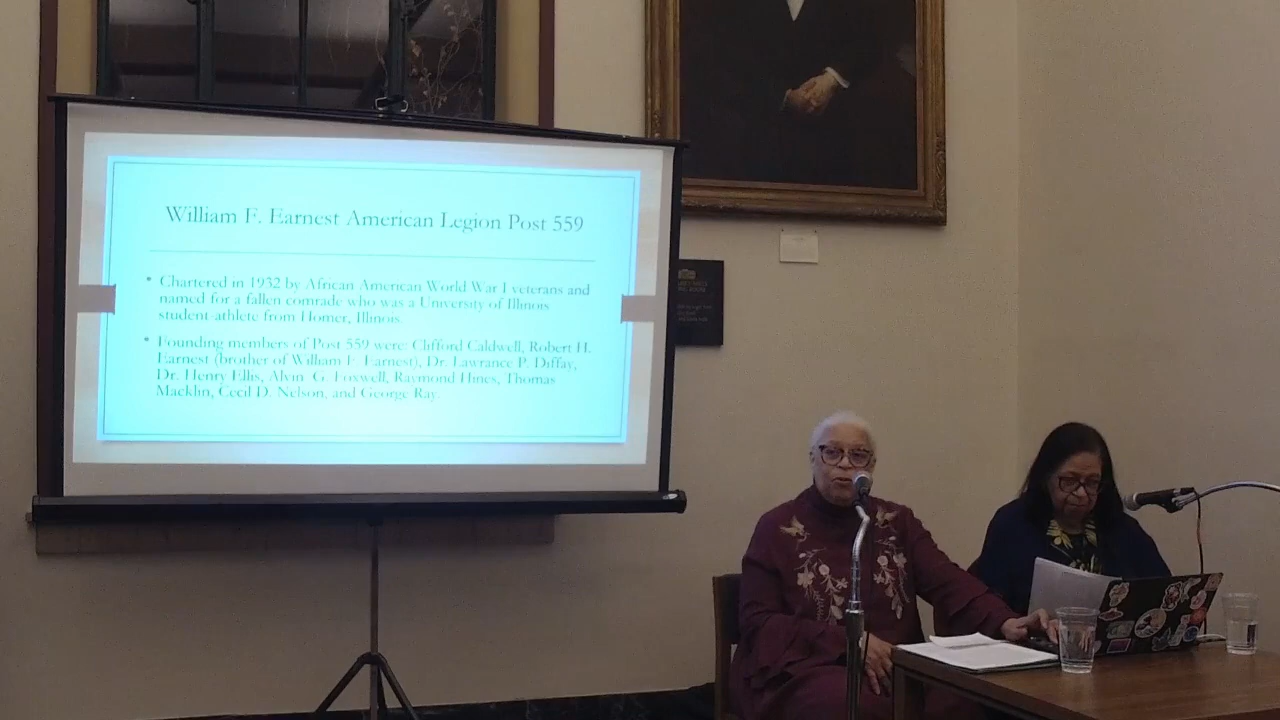 William F. Earnest American Legion Post 559
• Chartered in 1932 by African American World War I veterans and
named for a fallen comrade who was a University of Illinois
student-athlete from Homer, Illinois.
• Founding members of Post 559 were: Clifford Caldwell, Robert H.
Earnest (brother of William F. Earnest), Dr. Lawrance P. Diffay,
Dr. Henry Ellis, Alvin G. Foxwell, Raymond Hines, Thomas
Macklin, Cecil D. Nelson, and George Ray.